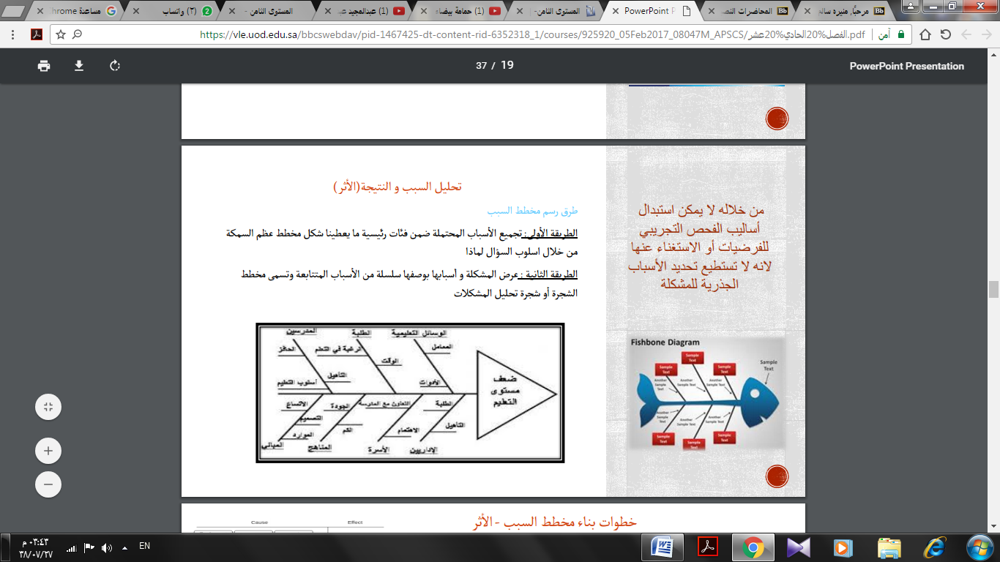 مرحبًا, منيره سالم
المحاضرات النصي
PowerPoint P
المستوى الثامن- إ
(1) حمامة بيضاء
(1) عبدالمجيد عب
المستوى الثامن -
(٢) واتساب
مساعدة Chrome
https://vle.uod.edu.sa/bbcswebdav/pid-1467425-dt-content-rid-6352318_1/courses/925920_05Feb2017_08047M_APSCS/الفصل%20الحادي%20عشر.pdf
آمن
37 / 19
PowerPoint Presentation
تحليل السبب و النتيجة(الأثر)
طرق رسم مخطط السبب
الطريقة الأولى: تجميع الأسباب المحتملة ضمن فئات رئيسية ما يعطينا شكل مخطط عظم السمكة
من خلال اسلوب السؤال لماذا
الطريقة الثانية : عرض المشكلة و أسبابها بوصفها سلسلة من الأسباب المتتابعة وتسمى مخطط
الشجرة أو شجرة تحليل المشكلات
من خلاله لا يمكن استبدال
أساليب الفحص التجريبي
للفرضيات أو الاستغناء عنها
لانه لا تستطيع تحديد الأسباب
الجذرية للمشكلة
الوسائل التعليمية
الطلبة
المدرسين
المعامل
الرغبة في التعلم
الحافز
الوقت
الأدوات
التأهيل
أسلوب التعليم
ضعف
مستوى
التعليم
الطلبة
التعاون مع المدرسة
الجودة
الاتساع
التأهيل
الاهتمام
الكم
التصميم
الموارد
الإداريين
الأسرة
المناهج
المباني
Fishbone Diagram
Sample
Text
Sample
Text
Sample
Text
Sample
Text
Another
Sample
Text
Another
Sample Text
Another
Sample Text
Another
Sample Text
Another
Sample Text
Another
Sample Text
Sample
Text
Sample
Text
Sample
Text
خطوات بناء مخطط السبب - الأثر
Cause
Effect
EN
٠٣:٤٣ م
٣٨/٠٧/٢٧